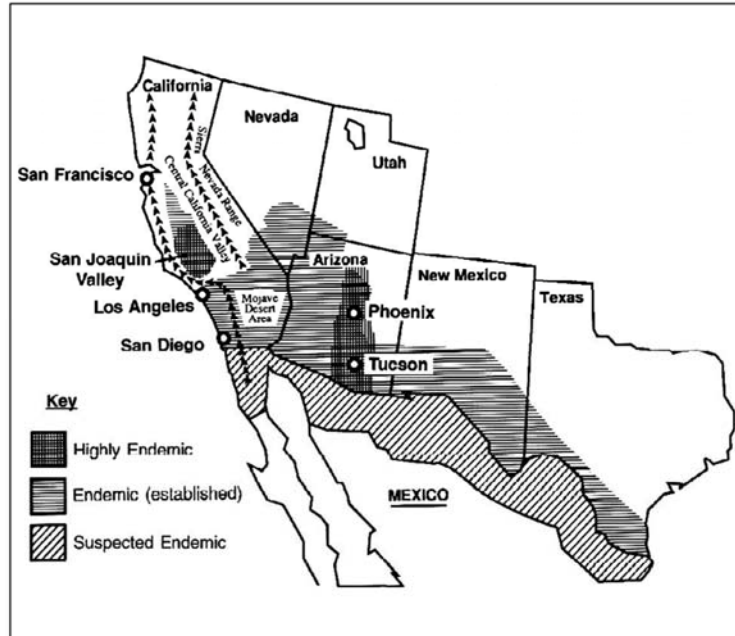 California
Nevada
Utah
Sierra
Nevada Range
Central California
Valley
San Francisco
San Joaquin
Valley
Los Angeles
San Diego
Mojave
Desert
Area
Arizona
New Mexico
Texas
Phoenix
Tucson
MEXICO
Key
Highly Endemic
Endemic (established)
Suspected Endemic